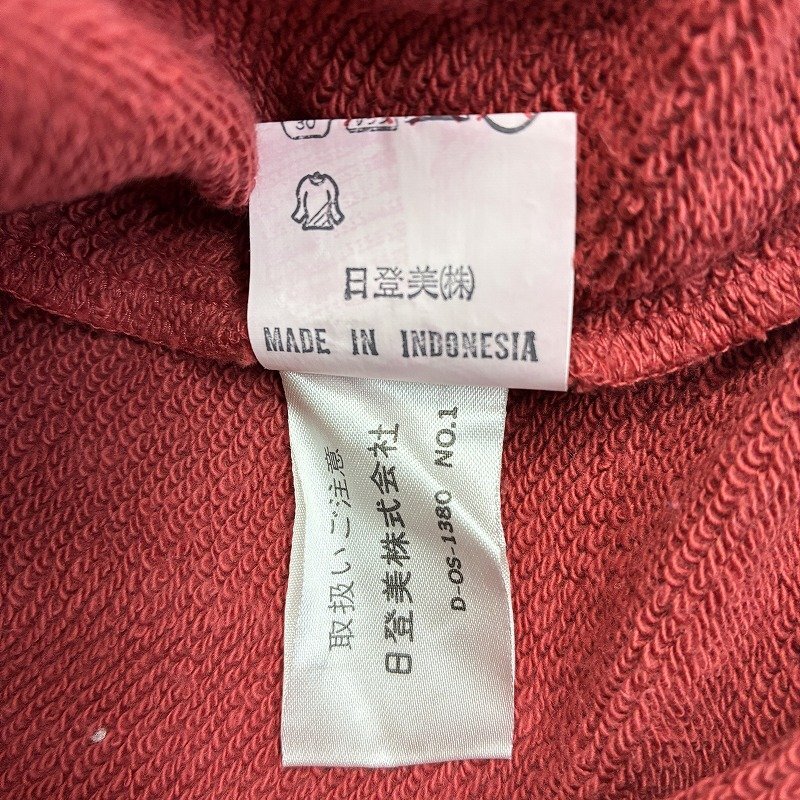 30
日登美㈱
MADE IN INDONESIA
取扱いご注意
日登美株式会社
D-OS-1380 NO.1